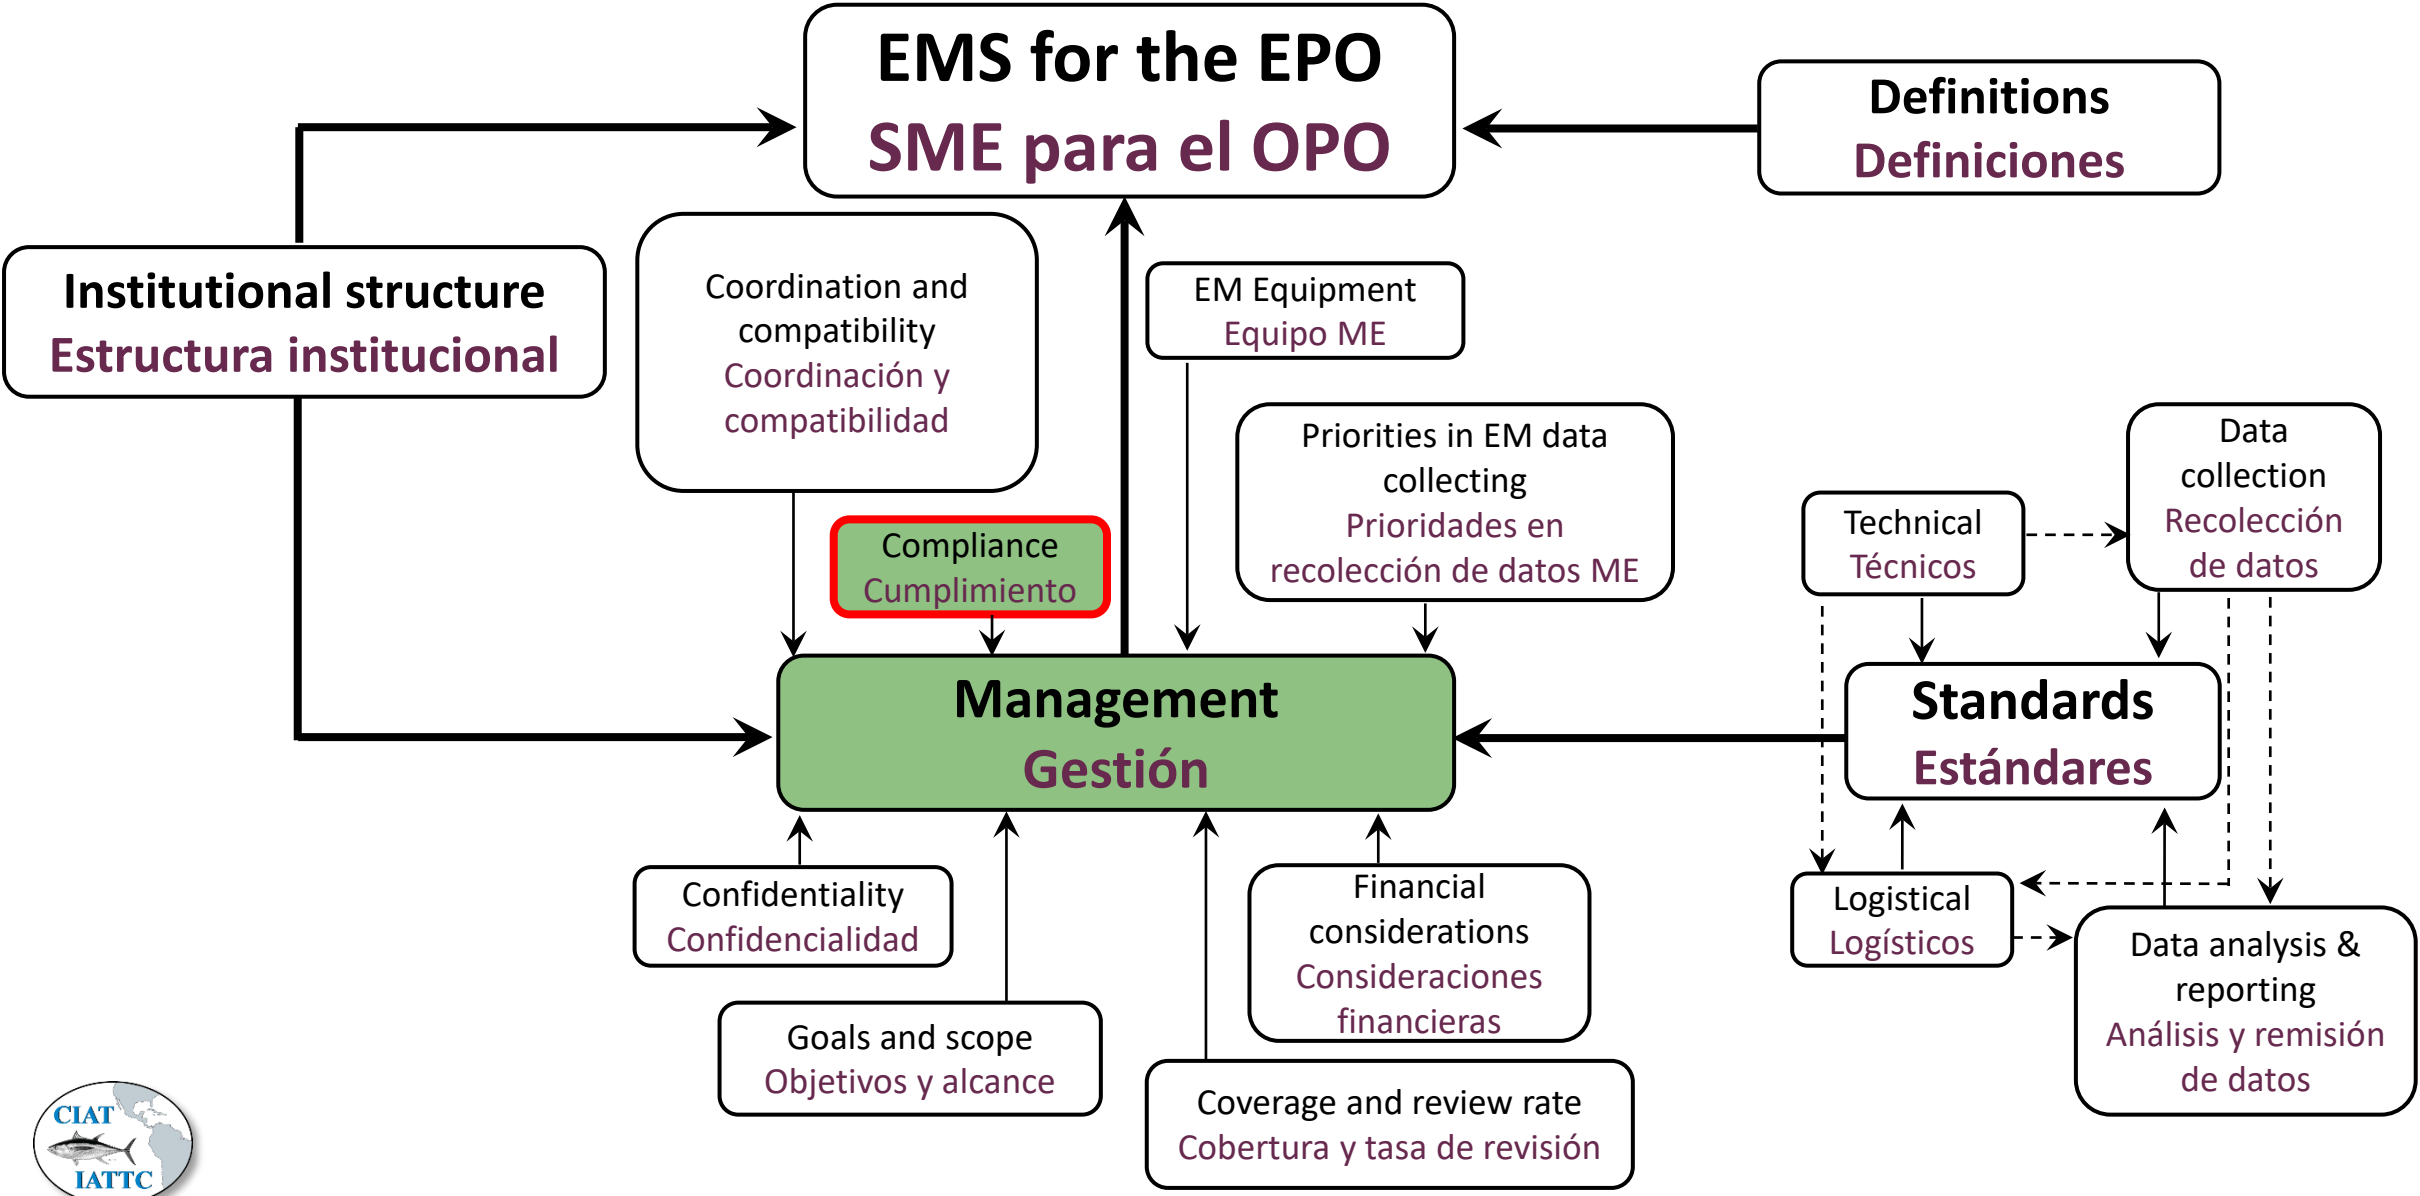 EMS for the EPO
SME para el OPO
Definitions
Definiciones
Institutional structure
Estructura institucional
Coordination and
compatibility
Coordinación y
compatibilidad
EM Equipment
Equipo ME
Priorities in EM data
collecting
Prioridades en
recolección de datos ME
Data
collection
Recolección
de datos
Technical
Técnicos
Compliance
Cumplimiento
Management
Gestión
Standards
Estándares
Confidentiality
Confidencialidad
Financial
considerations
Consideraciones
financieras
Logistical
Logísticos
Data analysis &
reporting
Análisis y remisión
de datos
Goals and scope
Objetivos y alcance
Coverage and review rate
Cobertura y tasa de revisión
CIAT
IATTC